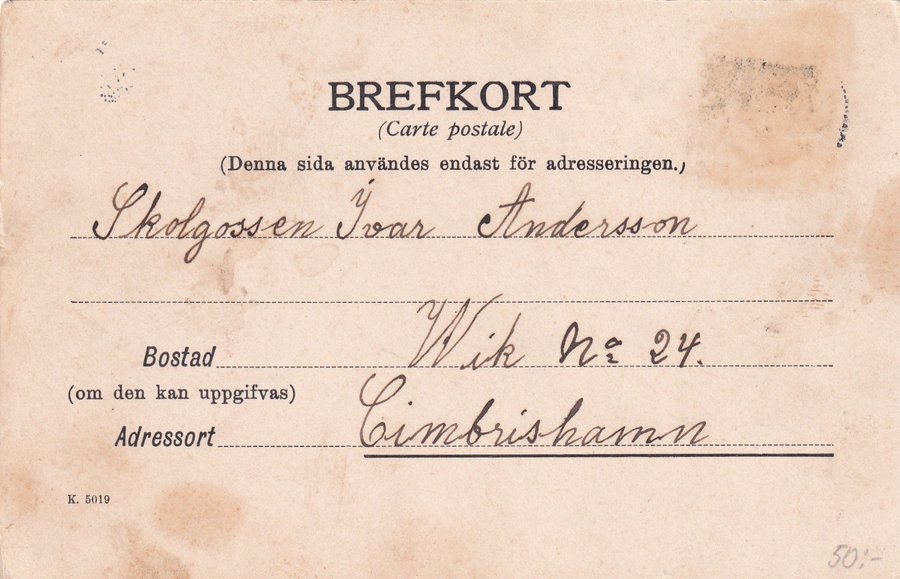 BREFKORT
(Carte postale)
(Denna sida användes endast för adresseringen.)
Skolgossen Ivar Andersson
Wik No 24.
Bostad
(om den kan uppgifvas)
Cimbrishamn
Adressort
K. 5019
50:-